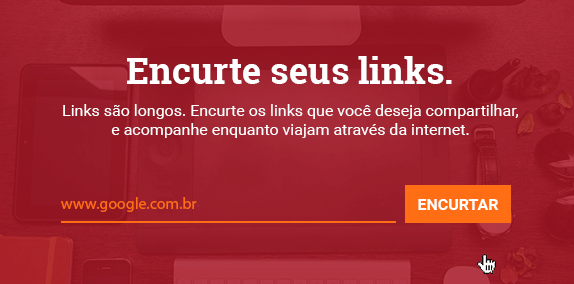 Encurte seus links.
Links são longos. Encurte os links que você deseja compartilhar,
e acompanhe enquanto viajam através da internet.
www.google.com.br
ENCURTAR